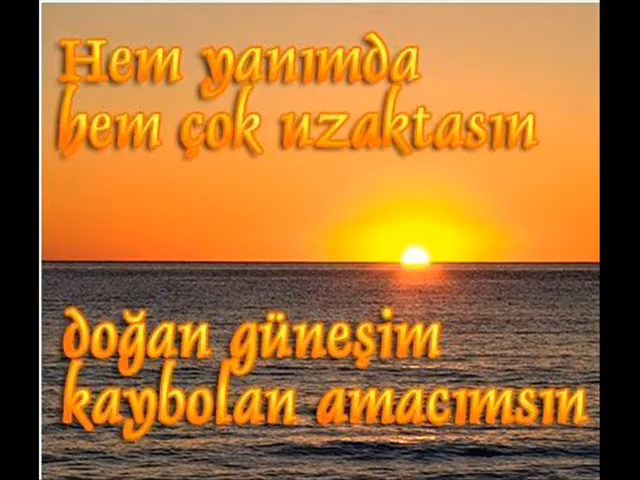 Hem yanımda
hem çok uzaktasın
doğan güneşim
kaybolan amacımsın